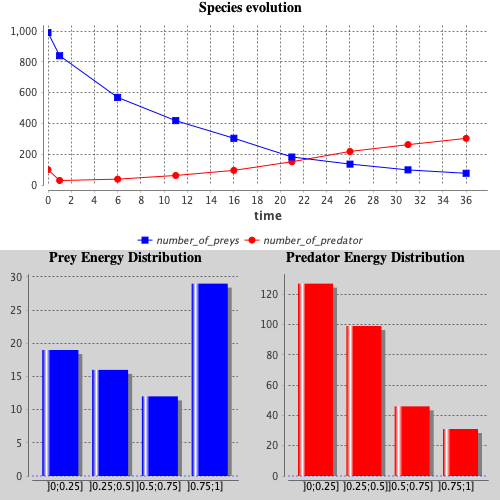 Species evolution
1,000
800
600
400
200
0
0 2 4 6 8 10 12 14 16 18 20 22 24 26 28 30 32 34 36
time
number_of_preys number_of_predator
Prey Energy Distribution
30
25
20
15
10
5
0
]0;0.25] ]0.25;0.5] ]0.5;0.75] ]0.75;1]
Predator Energy Distribution
120
100
80
60
40
20
0
]0;0.25] ]0.25;0.5] ]0.5;0.75] ]0.75;1]